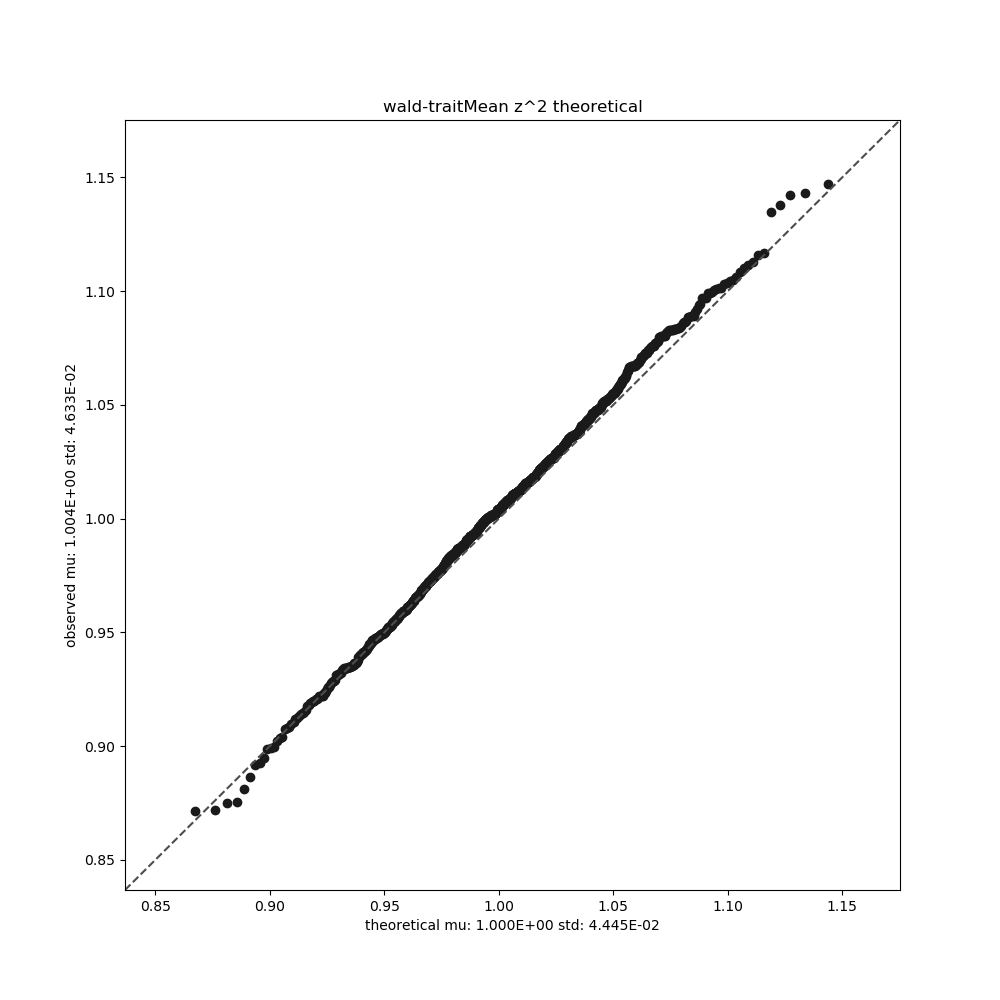 wald-traitMean z^2 theoretical
1.15
1.10
1.05
1.00
0.95
0.90
0.85
observed mu: 1.004E+00 std: 4.633E-02
0.85 0.90 0.95 1.00 1.05 1.10 1.15
theoretical mu: 1.000E+00 std: 4.445E-02